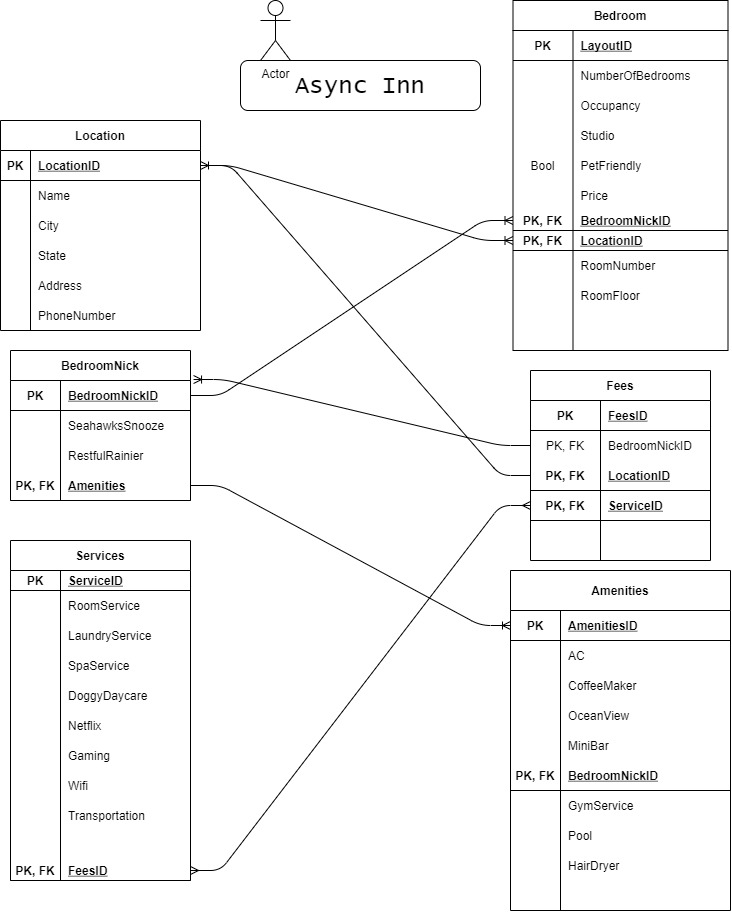 Actor
Async Inn
Location
PK LocationID
Name
City
State
Address
PhoneNumber
BedroomNick
PK BedroomNickID
SeahawksSnooze
RestfulRainier
PK, FK Amenities
Services
PK ServiceID
RoomService
LaundryService
SpaService
DoggyDaycare
Netflix
Gaming
Wifi
Transportation
PK, FK FeesID
Bedroom
PK LayoutID
NumberOfBedrooms
Occupancy
Studio
Bool PetFriendly
Price
PK, FK BedroomNickID
PK, FK LocationID
RoomNumber
RoomFloor
Fees
PK FeesID
PK, FK BedroomNickID
PK, FK LocationID
PK, FK ServiceID
Amenities
PK AmenitiesID
AC
CoffeeMaker
OceanView
MiniBar
PK, FK BedroomNickID
GymService
Pool
HairDryer